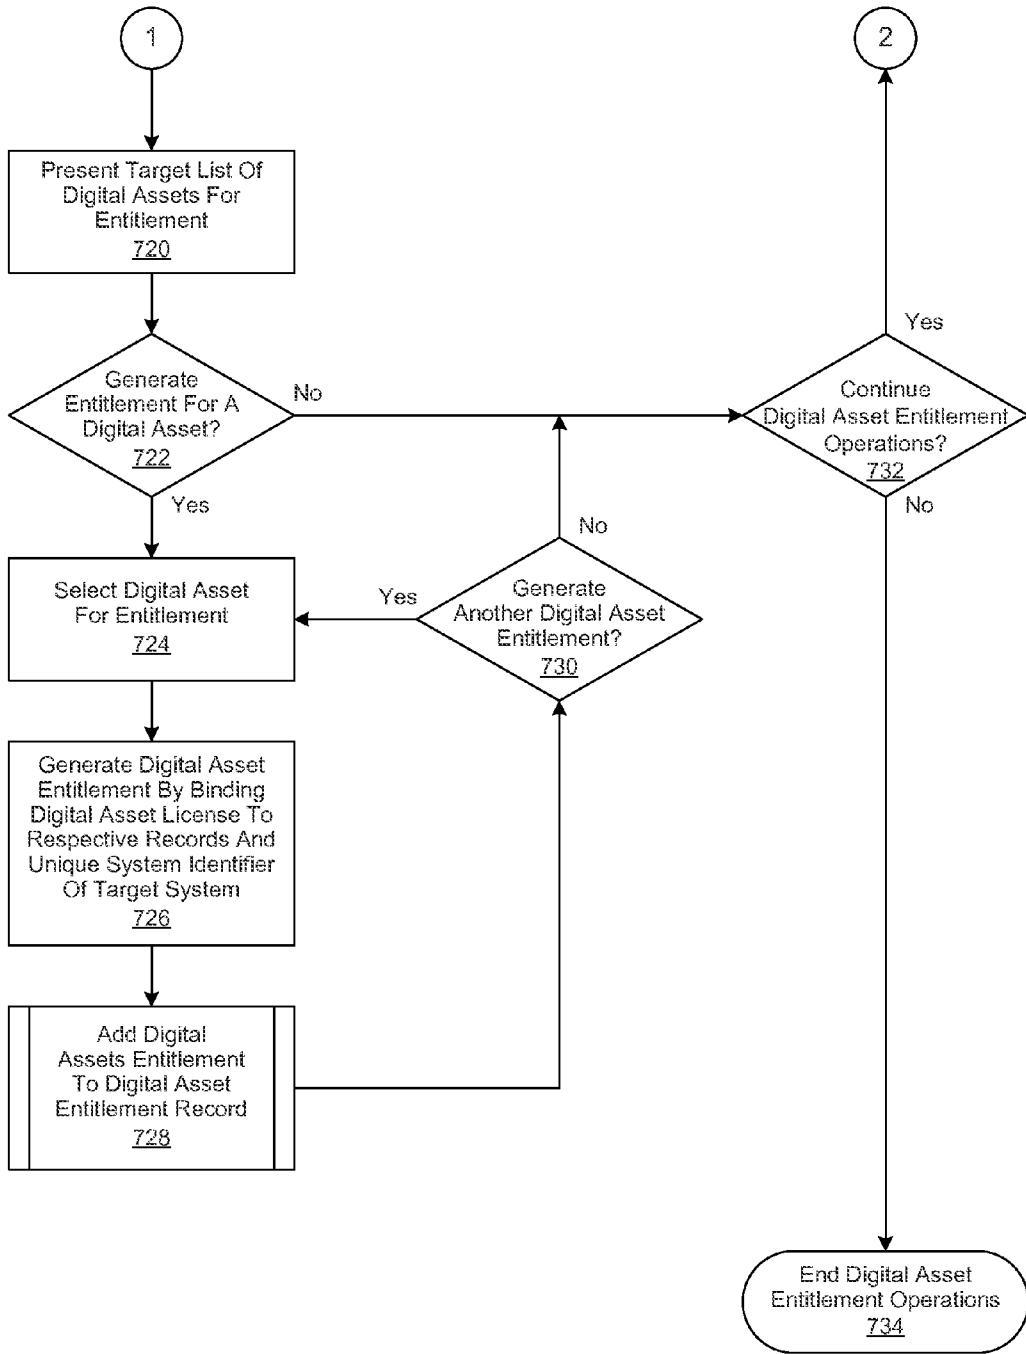 1
Present Target List Of
Digital Assets For
Entitlement
720
Generate
Entitlement For A
Digital Asset?
722
No
Yes
Select Digital Asset
For Entitlement
724
Generate Digital Asset
Entitlement By Binding
Digital Asset License To
Respective Records And
Unique System Identifier
Of Target System
726
Add Digital
Assets Entitlement
To Digital Asset
Entitlement Record
728
Generate
Another Digital Asset
Entitlement?
730
Yes
No
2
Yes
Continue
Digital Asset Entitlement
Operations?
732
No
End Digital Asset
Entitlement Operations
734